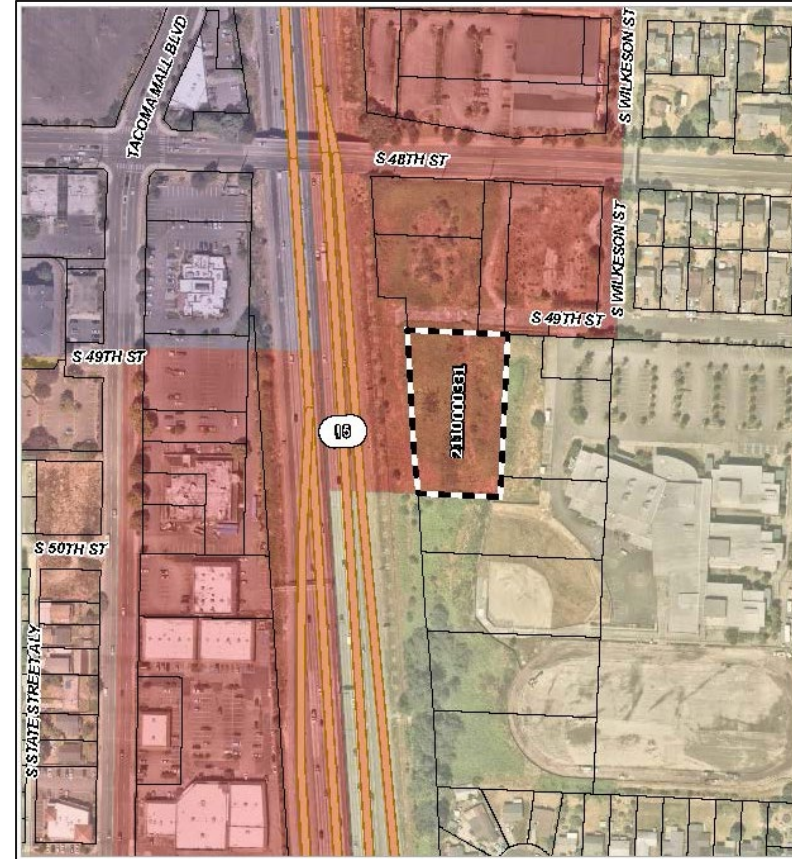 TACOMA MALL BLVD
S WILKESON ST
S 48TH ST
S WILKESON ST
S 49TH ST
S 49TH ST
2110000331
I5
S 50TH ST
S STATE STREET ALY